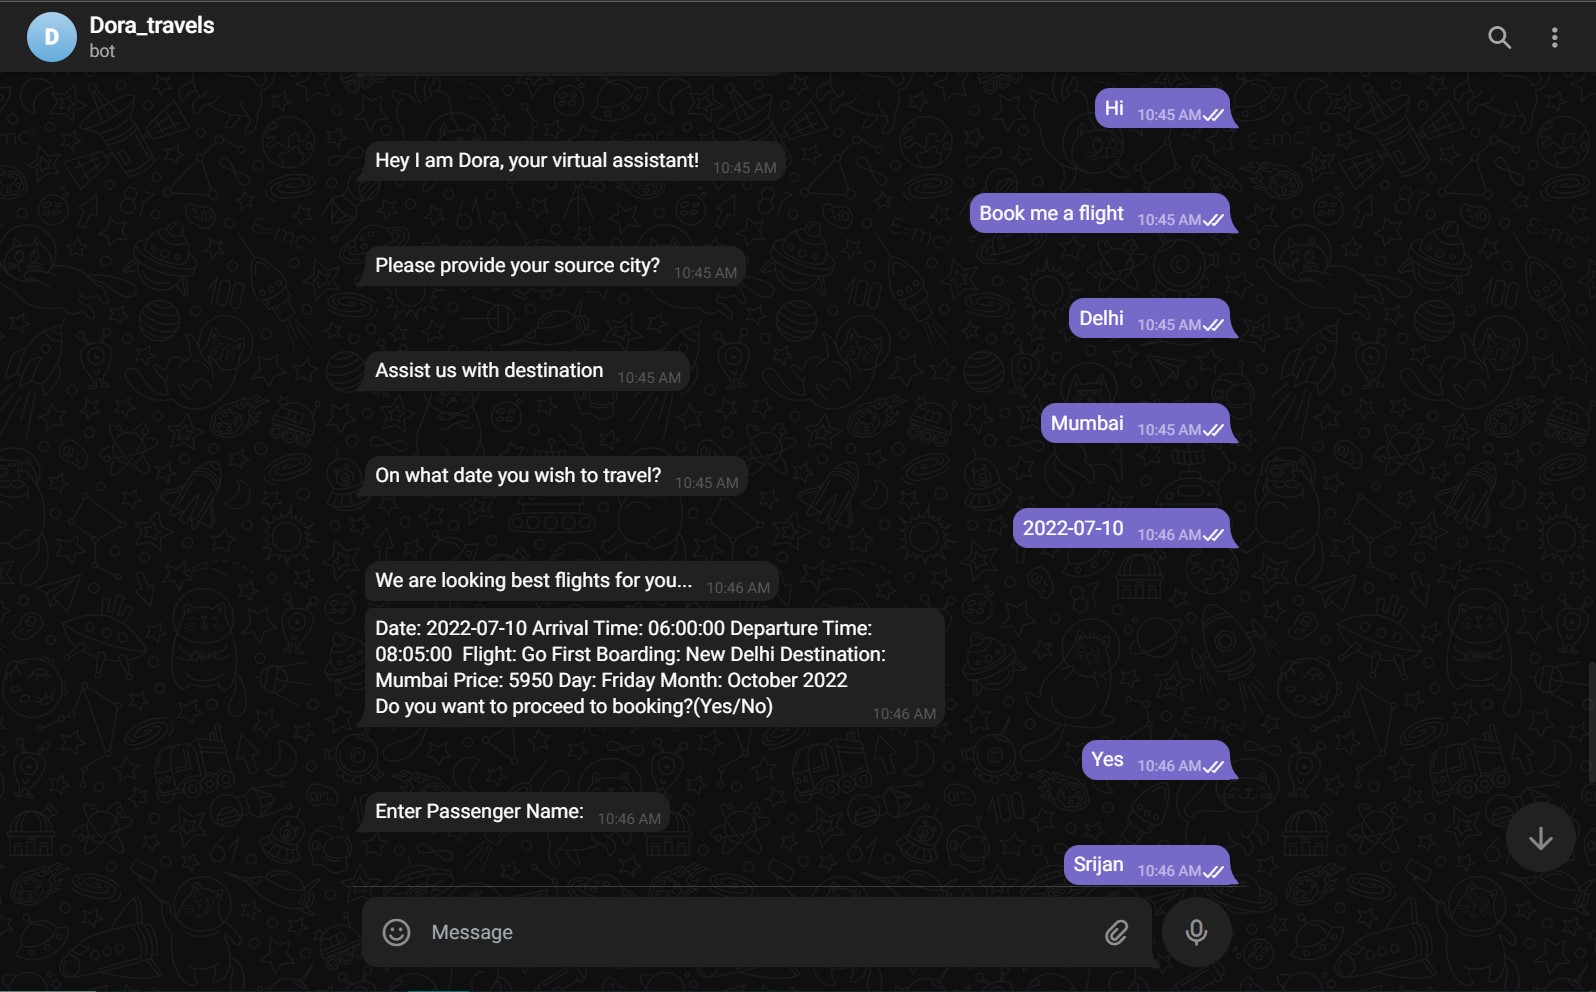 D
Dora_travels
bot
Hi 10:45 AM
Hey I am Dora, your virtual assistant! 10:45 AM
Book me a flight 10:45 AM
Please provide your source city? 10:45 AM
Delhi 10:45 AM
Assist us with destination 10:45 AM
Mumbai 10:45 AM
On what date you wish to travel? 10:45 AM
2022-07-10 10:46 AM
We are looking best flights for you... 10:46 AM
Date: 2022-07-10 Arrival Time: 06:00:00 Departure Time:
08:05:00 Flight: Go First Boarding: New Delhi Destination:
Mumbai Price: 5950 Day: Friday Month: October 2022
Do you want to proceed to booking?(Yes/No) 10:46 AM
Yes 10:46 AM
Enter Passenger Name: 10:46 AM
Srijan 10:46 AM
Message